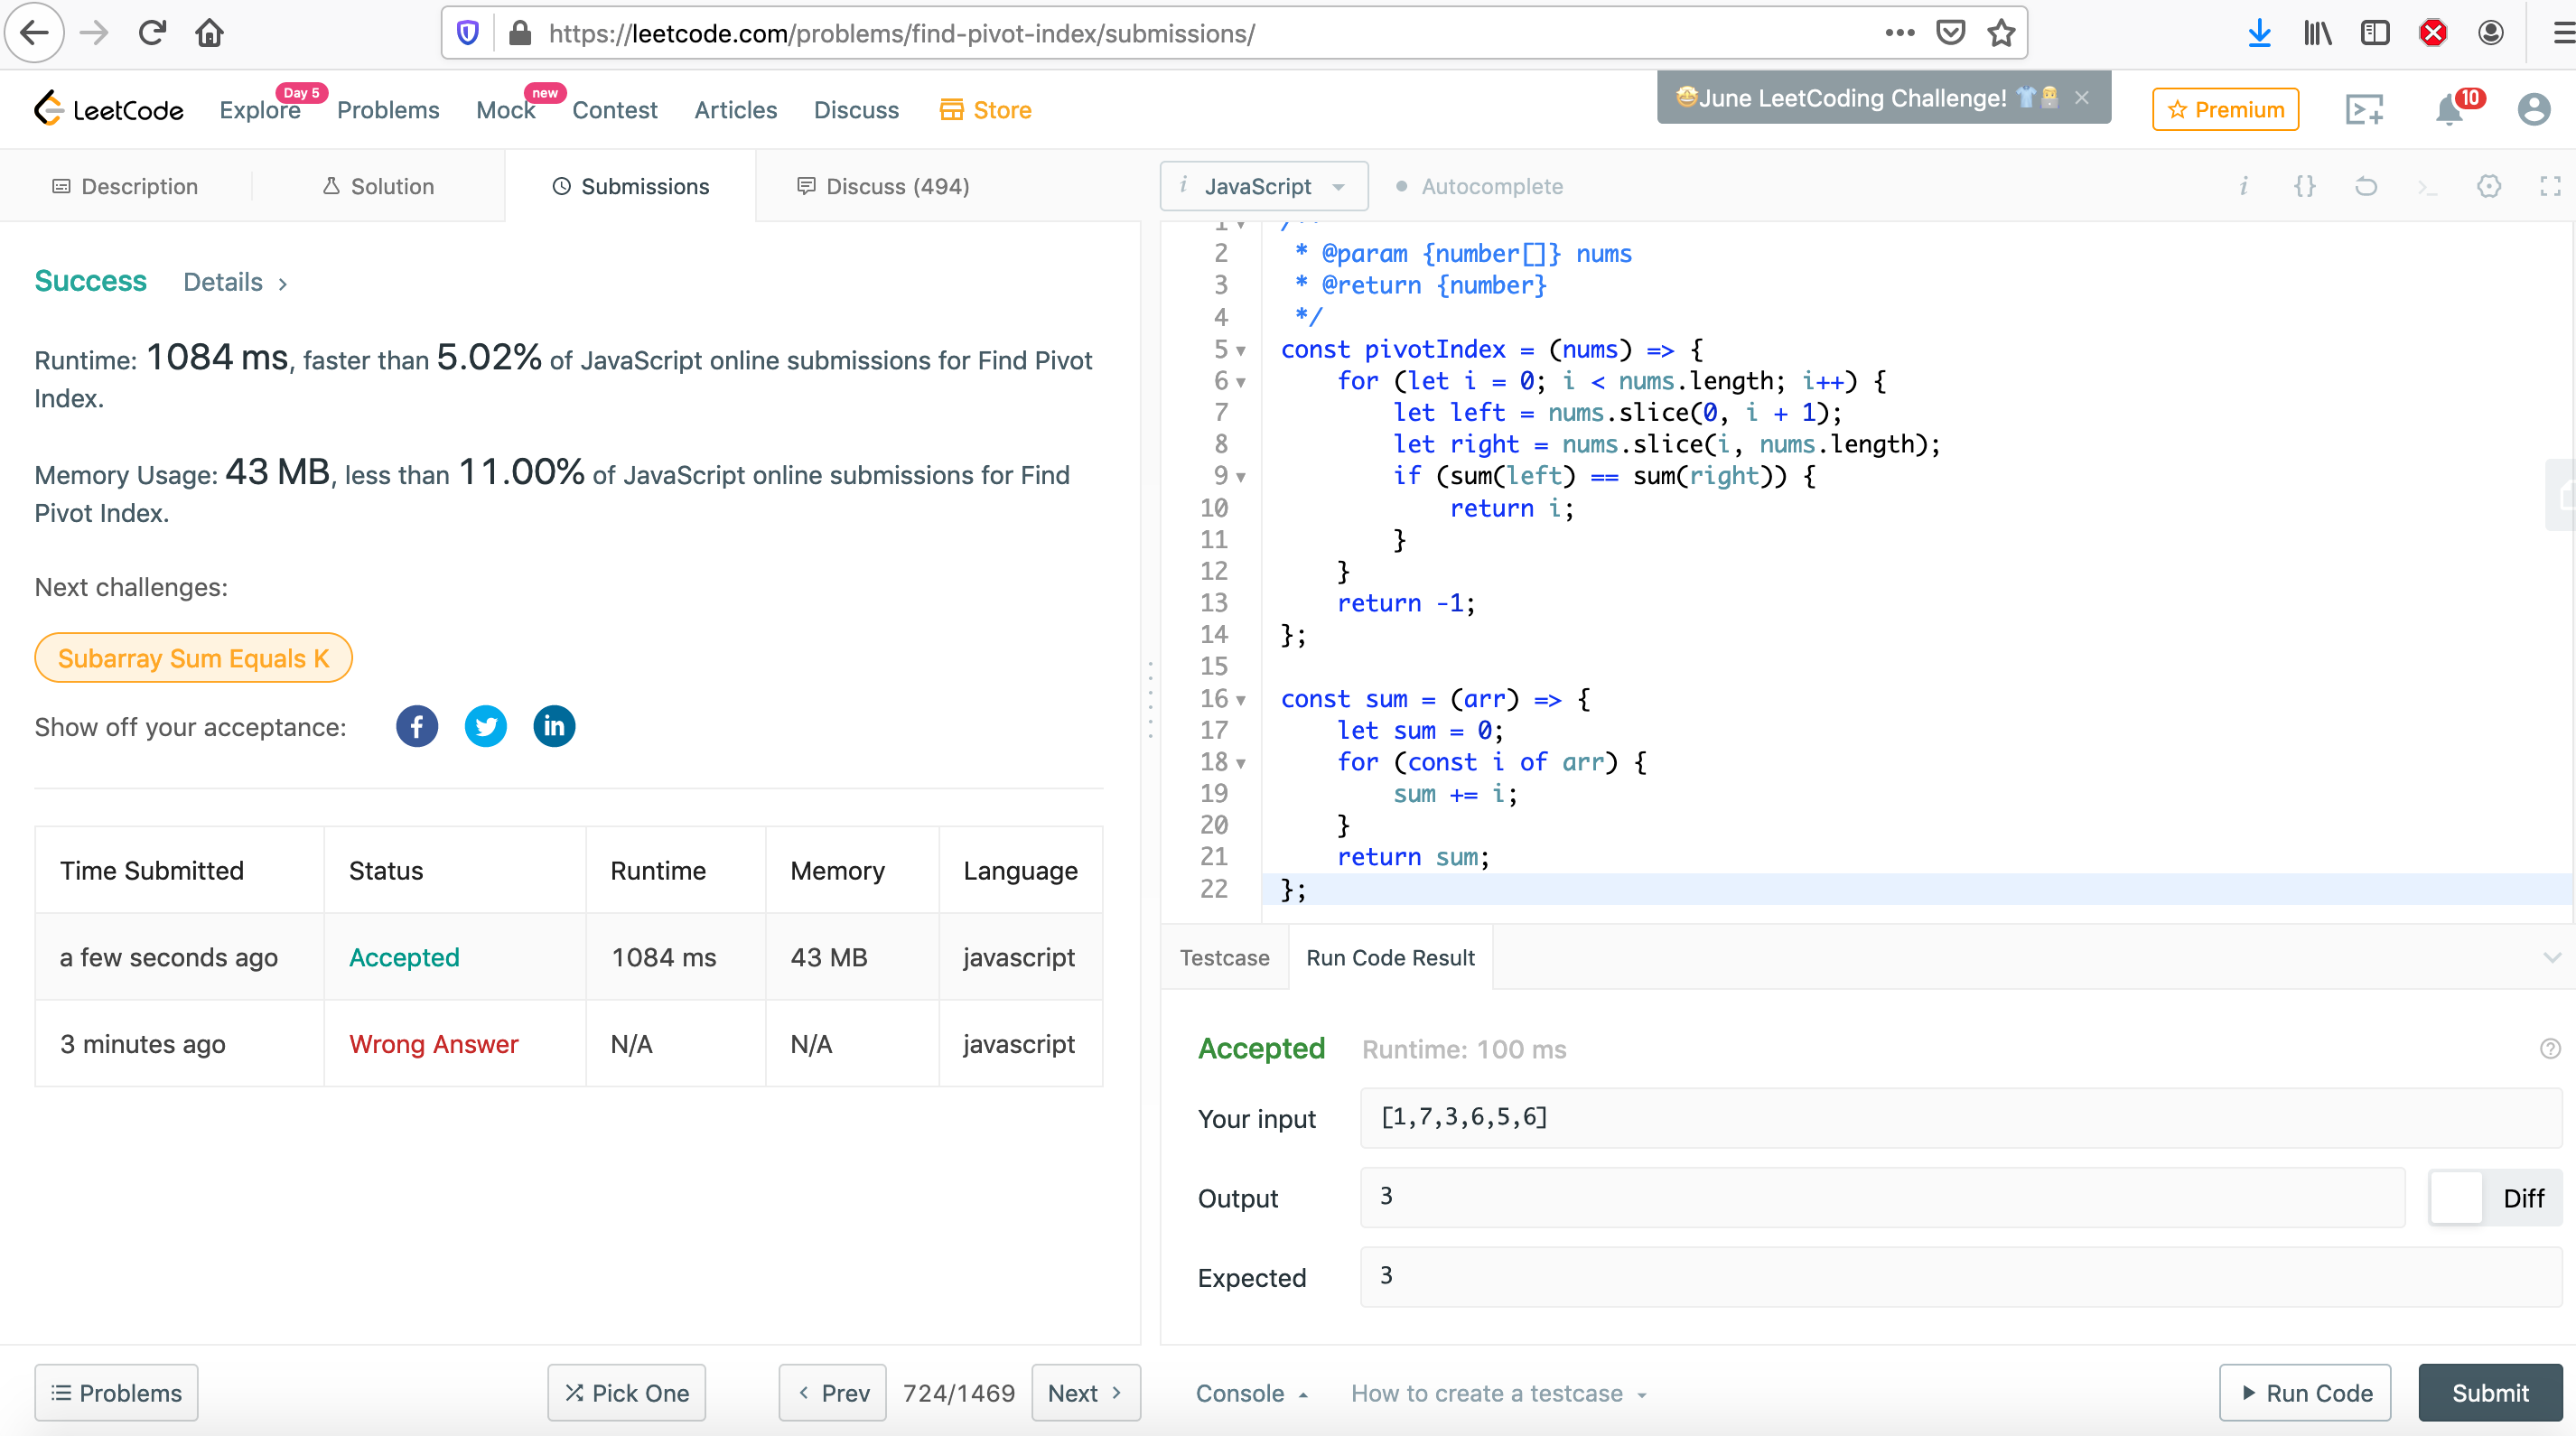 https://leetcode.com/problems/find-pivot-index/submissions/
LeetCode Explore Day 5 Problems Mock new Contest Articles Discuss Store
June LeetCoding Challenge! Premium 10
Description Solution Submissions Discuss (494)
Success Details
Runtime: 1084 ms, faster than 5.02% of JavaScript online submissions for Find Pivot
Index.
Memory Usage: 43 MB, less than 11.00% of JavaScript online submissions for Find
Pivot Index.
Next challenges:
Subarray Sum Equals K
Show off your acceptance:
Time Submitted Status Runtime Memory Language
a few seconds ago Accepted 1084 ms 43 MB javascript
3 minutes ago Wrong Answer N/A N/A javascript
Problems Pick One Prev 724/1469 Next
i JavaScript Autocomplete
1 /**
2 * @param {number[]} nums
3 * @return {number}
4 */
5 const pivotIndex = (nums) => {
6 for (let i = 0; i < nums.length; i++) {
7 let left = nums.slice(0, i + 1);
8 let right = nums.slice(i, nums.length);
9 if (sum(left) == sum(right)) {
10 return i;
11 }
12 }
13 return -1;
14 };
15
16 const sum = (arr) => {
17 let sum = 0;
18 for (const i of arr) {
19 sum += i;
20 }
21 return sum;
22 };
Testcase Run Code Result
Accepted Runtime: 100 ms
Your input [1,7,3,6,5,6]
Output 3 Diff
Expected 3
Console How to create a testcase Run Code Submit